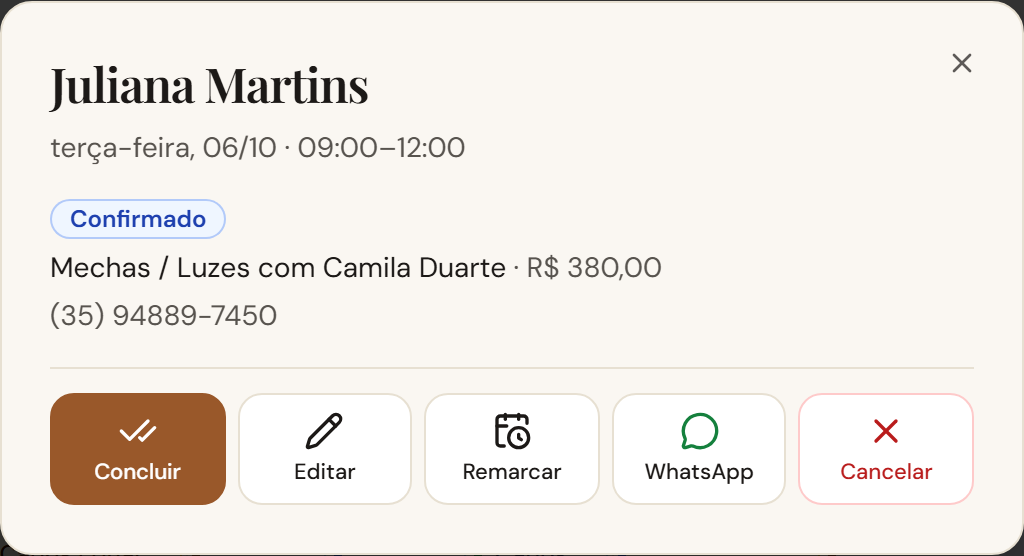 Juliana Martins
terça-feira, 06/10 · 09:00–12:00
Confirmado
Mechas / Luzes com Camila Duarte · R$ 380,00
(35) 94889-7450
Concluir
Editar
Remarcar
WhatsApp
Cancelar